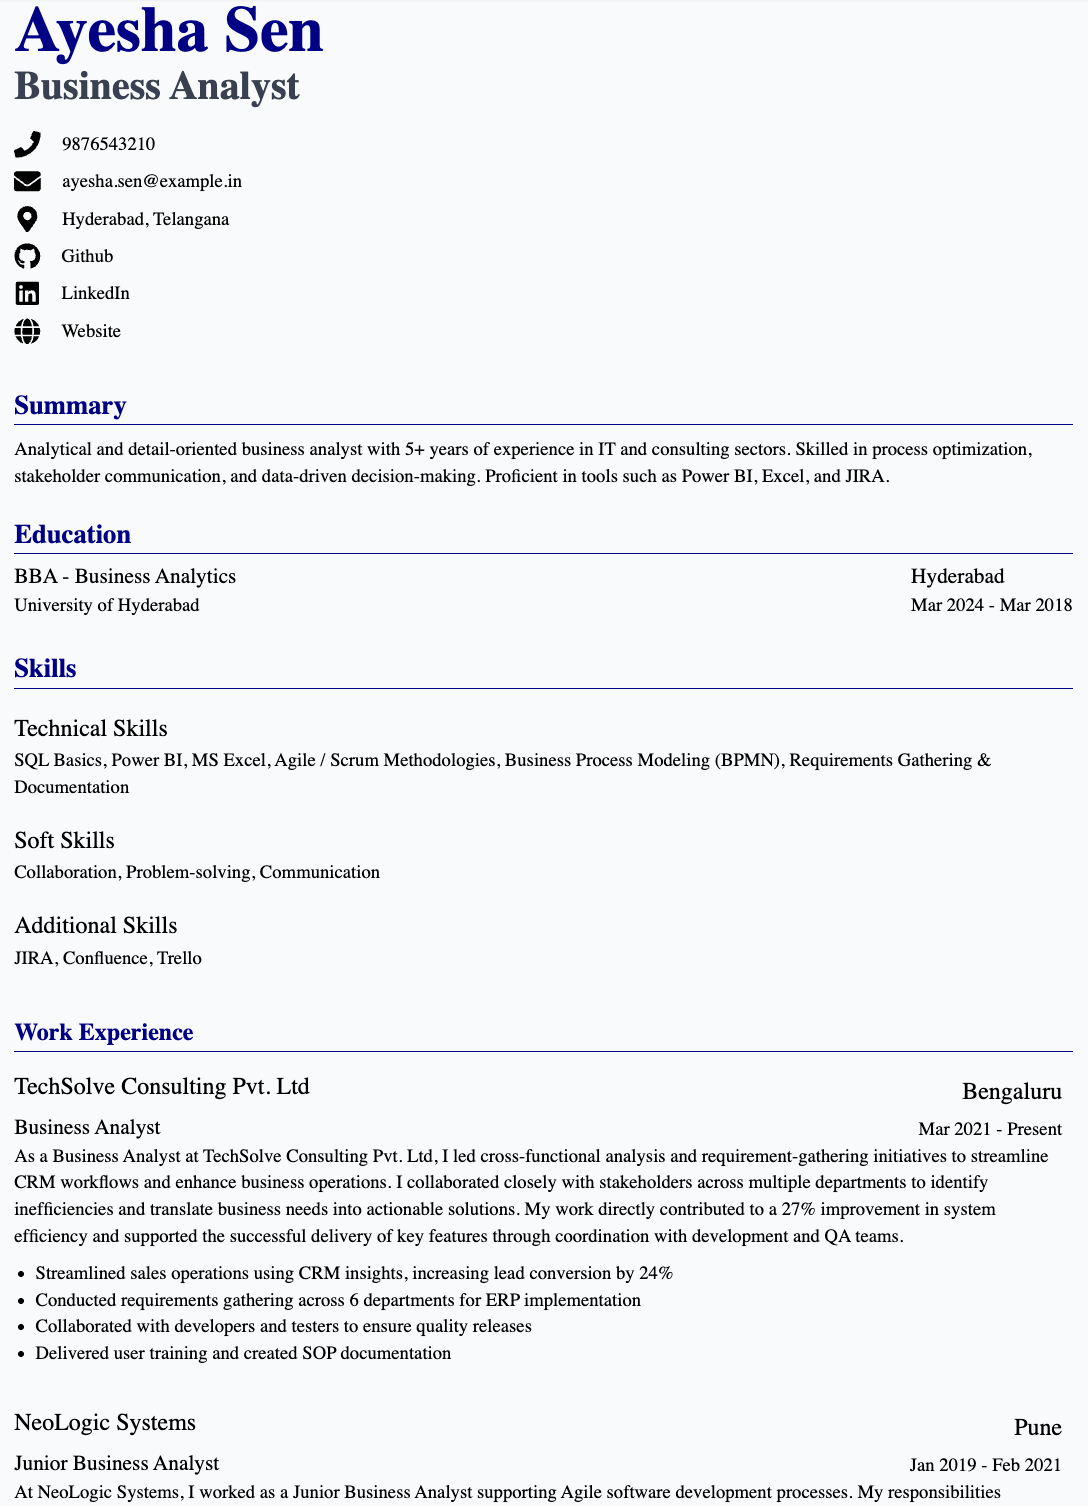 Ayesha Sen
Business Analyst
9876543210
ayesha.sen@example.in
Hyderabad, Telangana
Github
LinkedIn
Website
Summary
Analytical and detail-oriented business analyst with 5+ years of experience in IT and consulting sectors. Skilled in process optimization,
stakeholder communication, and data-driven decision-making. Proficient in tools such as Power BI, Excel, and JIRA.
Education
BBA - Business Analytics
Hyderabad
University of Hyderabad
Mar 2024 - Mar 2018
Skills
Technical Skills
SQL Basics, Power BI, MS Excel, Agile / Scrum Methodologies, Business Process Modeling (BPMN), Requirements Gathering &
Documentation
Soft Skills
Collaboration, Problem-solving, Communication
Additional Skills
JIRA, Confluence, Trello
Work Experience
TechSolve Consulting Pvt. Ltd
Bengaluru
Business Analyst
Mar 2021 - Present
As a Business Analyst at TechSolve Consulting Pvt. Ltd, I led cross-functional analysis and requirement-gathering initiatives to streamline
CRM workflows and enhance business operations. I collaborated closely with stakeholders across multiple departments to identify
inefficiencies and translate business needs into actionable solutions. My work directly contributed to a 27% improvement in system
efficiency and supported the successful delivery of key features through coordination with development and QA teams.
• Streamlined sales operations using CRM insights, increasing lead conversion by 24%
• Conducted requirements gathering across 6 departments for ERP implementation
• Collaborated with developers and testers to ensure quality releases
• Delivered user training and created SOP documentation
NeoLogic Systems
Pune
Junior Business Analyst
Jan 2019 - Feb 2021
At NeoLogic Systems, I worked as a Junior Business Analyst supporting Agile software development processes. My responsibilities